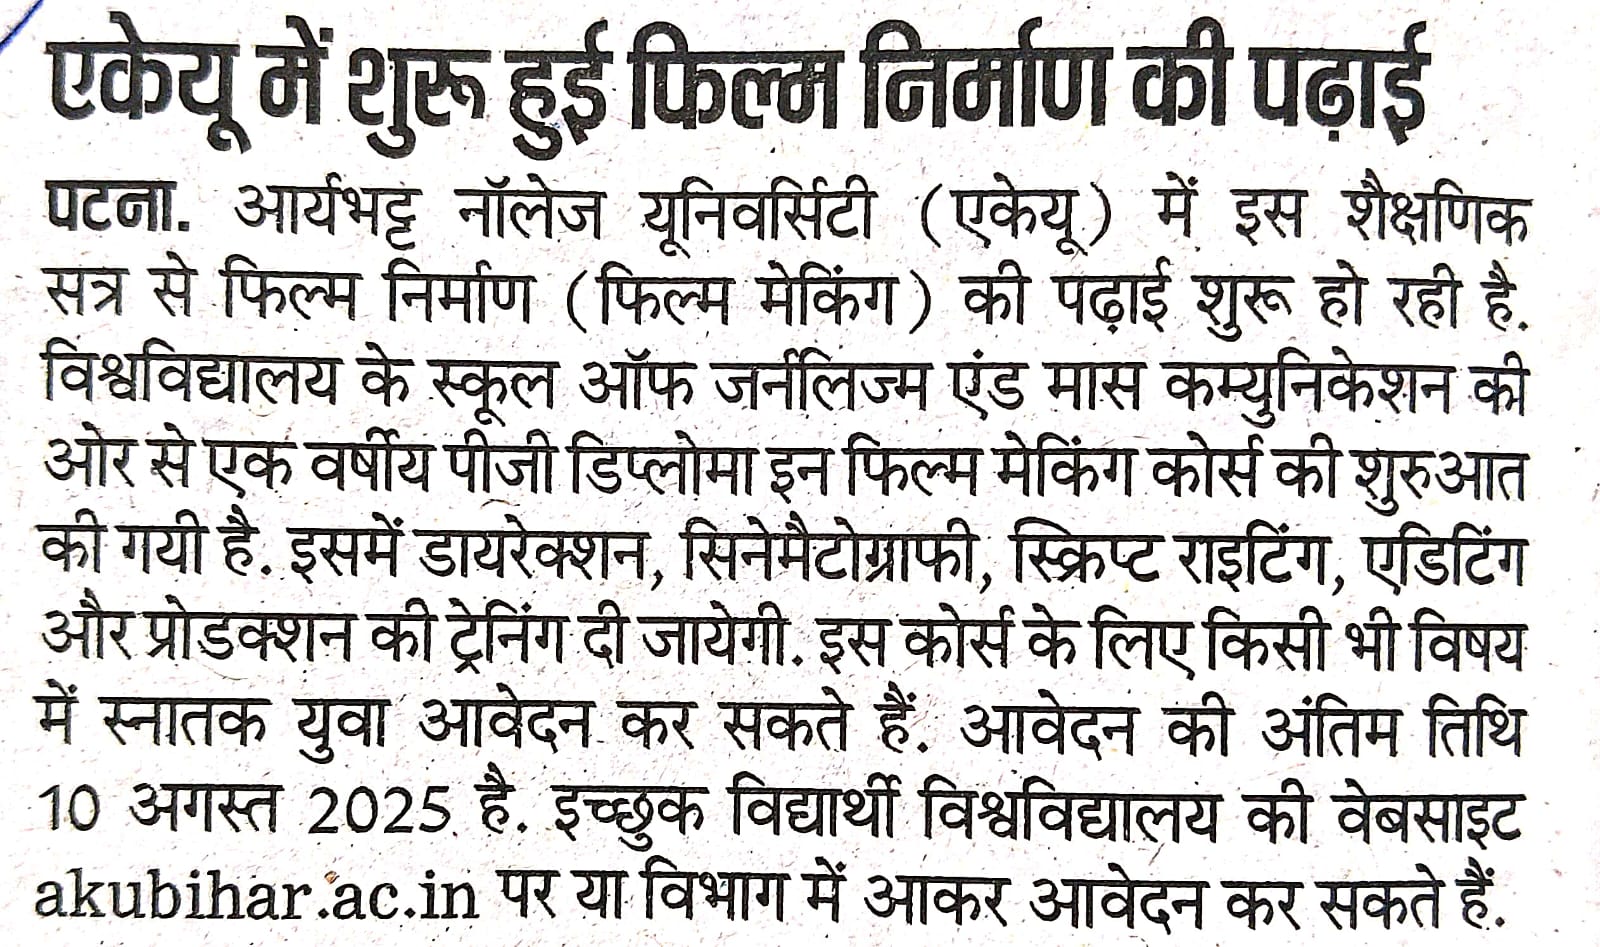 एकेयू में शुरू हुई फिल्म निर्माण की पढ़ाई
पटना. आर्यभट्ट नॉलेज यूनिवर्सिटी (एकेयू) में इस शैक्षणिक
सत्र से फिल्म निर्माण (फिल्म मेकिंग) की पढ़ाई शुरू हो रही है.
विश्वविद्यालय के स्कूल ऑफ जर्नलिज्म एंड मास कम्युनिकेशन की
ओर से एक वर्षीय पीजी डिप्लोमा इन फिल्म मेकिंग कोर्स की शुरुआत
की गयी है. इसमें डायरेक्शन, सिनेमैटोग्राफी, स्क्रिप्ट राइटिंग, एडिटिंग
और प्रोडक्शन की ट्रेनिंग दी जायेगी. इस कोर्स के लिए किसी भी विषय
में स्नातक युवा आवेदन कर सकते हैं. आवेदन की अंतिम तिथि
10 अगस्त 2025 है. इच्छुक विद्यार्थी विश्वविद्यालय की वेबसाइट
akubihar.ac.in पर या विभाग में आकर आवेदन कर सकते हैं.